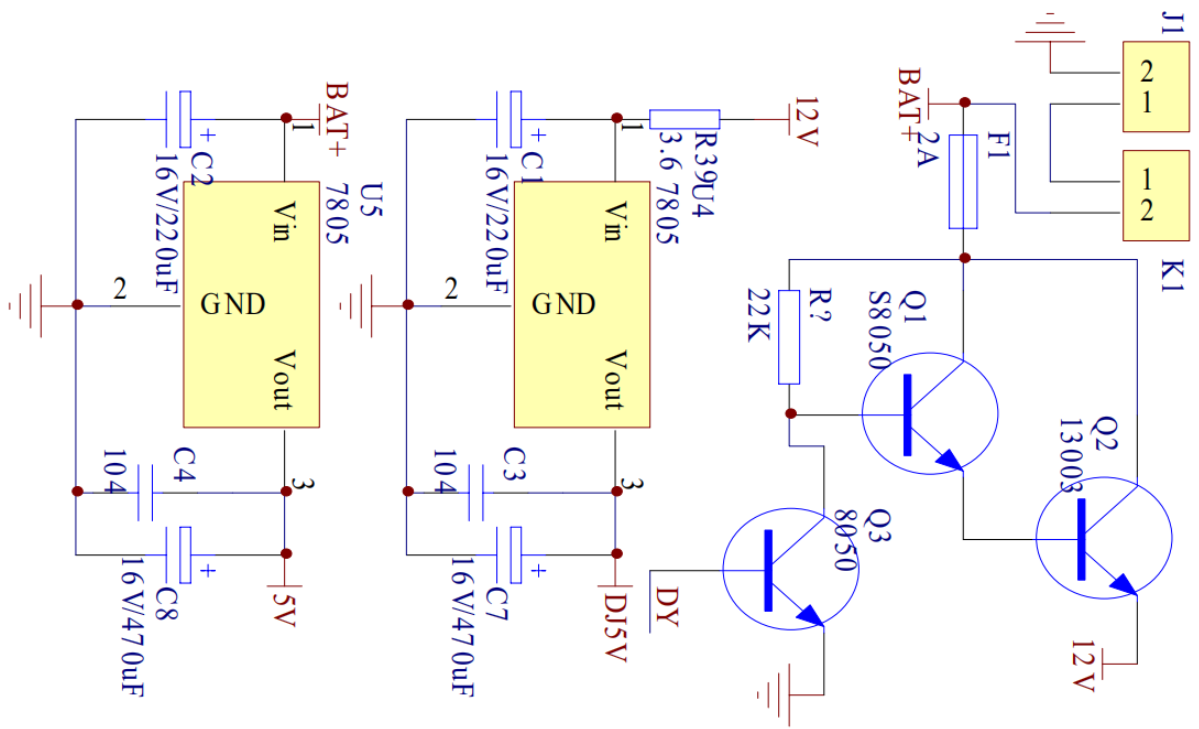 J1
2
1
1
2
K1
BAT+
F1
2A
R?
22K
Q1
S8050
Q2
13003
12V
Q3
8050
DY
12V
R39
3.6
U4
7805
1
Vin
C1
16V/220uF
2
GND
Vout
3
C3
104
C7
16V/470uF
DJ5V
BAT+
1
U5
7805
Vin
C2
16V/220uF
2
GND
Vout
3
C4
104
C8
16V/470uF
5V